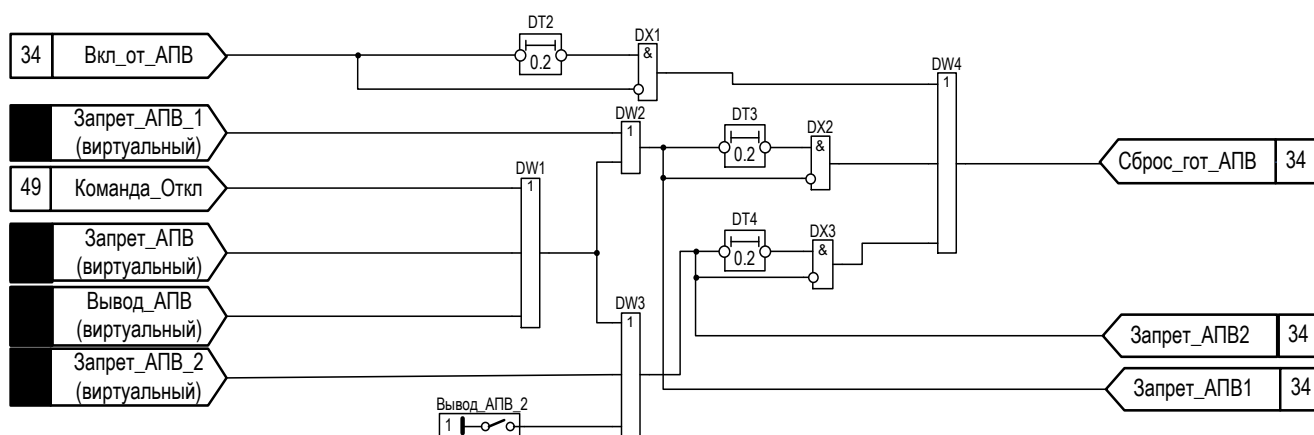 DT2
DX1
34 Вкл_от_АПВ
0.2
&
DW4
1
Запрет_АПВ_1
(виртуальный)
DW2
1
DT3
0.2
DX2
&
Сброс_гот_АПВ 34
49 Команда_Откл
DW1
1
Запрет_АПВ
(виртуальный)
DT4
0.2
DX3
&
Вывод_АПВ
(виртуальный)
DW3
1
Запрет_АПВ2 34
Запрет_АПВ_2
(виртуальный)
Запрет_АПВ1 34
Вывод_АПВ_2
1